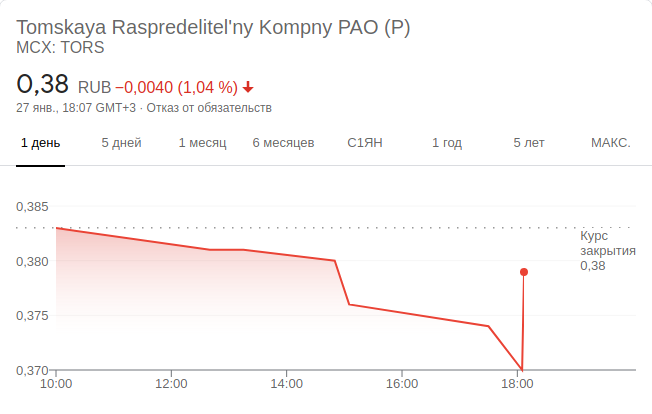 Tomskaya Raspredelitel'ny Kompny PAO (P)
MCX: TORS
0,38 RUB −0,0040 (1,04 %)
27 янв., 18:07 GMT+3 · Отказ от обязательств
1 день 5 дней 1 месяц 6 месяцев С1ЯН 1 год 5 лет МАКС.
0,385
Курс
закрытия
0,38
0,380
0,375
0,370
10:00 12:00 14:00 16:00 18:00